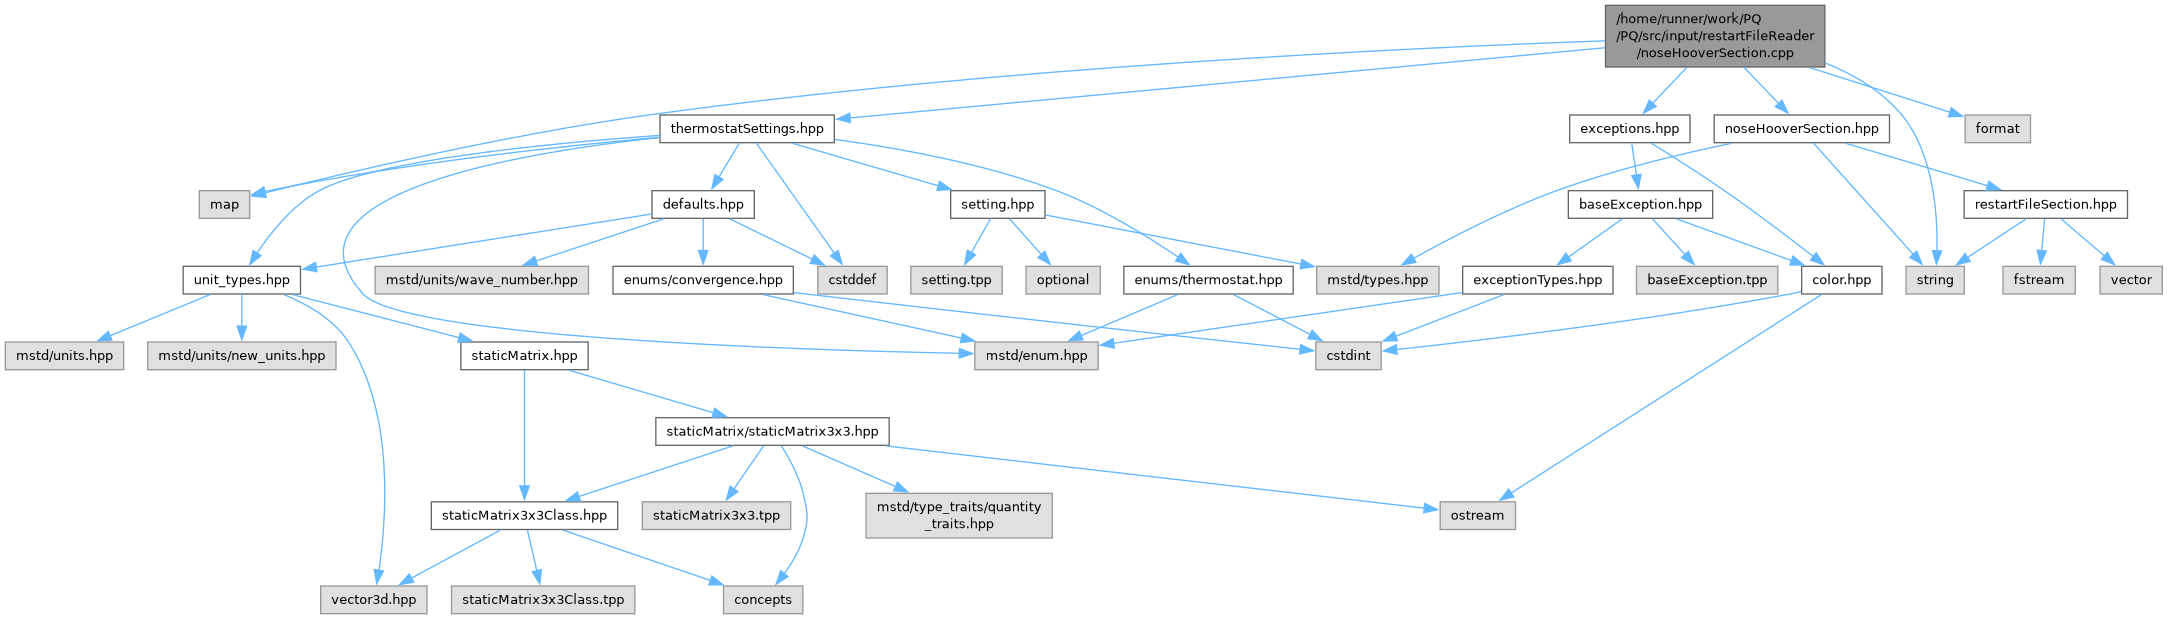 /home/runner/work/PQ
/PQ/src/input/restartFileReader
/noseHooverSection.cpp
thermostatSettings.hpp
exceptions.hpp
noseHooverSection.hpp
format
map
defaults.hpp
setting.hpp
baseException.hpp
restartFileSection.hpp
unit_types.hpp
mstd/units/wave_number.hpp
enums/convergence.hpp
cstddef
setting.tpp
optional
enums/thermostat.hpp
mstd/types.hpp
exceptionTypes.hpp
baseException.tpp
color.hpp
string
fstream
vector
mstd/units.hpp
mstd/units/new_units.hpp
staticMatrix.hpp
mstd/enum.hpp
cstdint
staticMatrix/staticMatrix3x3.hpp
staticMatrix3x3Class.hpp
staticMatrix3x3.tpp
mstd/type_traits/quantity
_traits.hpp
ostream
vector3d.hpp
staticMatrix3x3Class.tpp
concepts